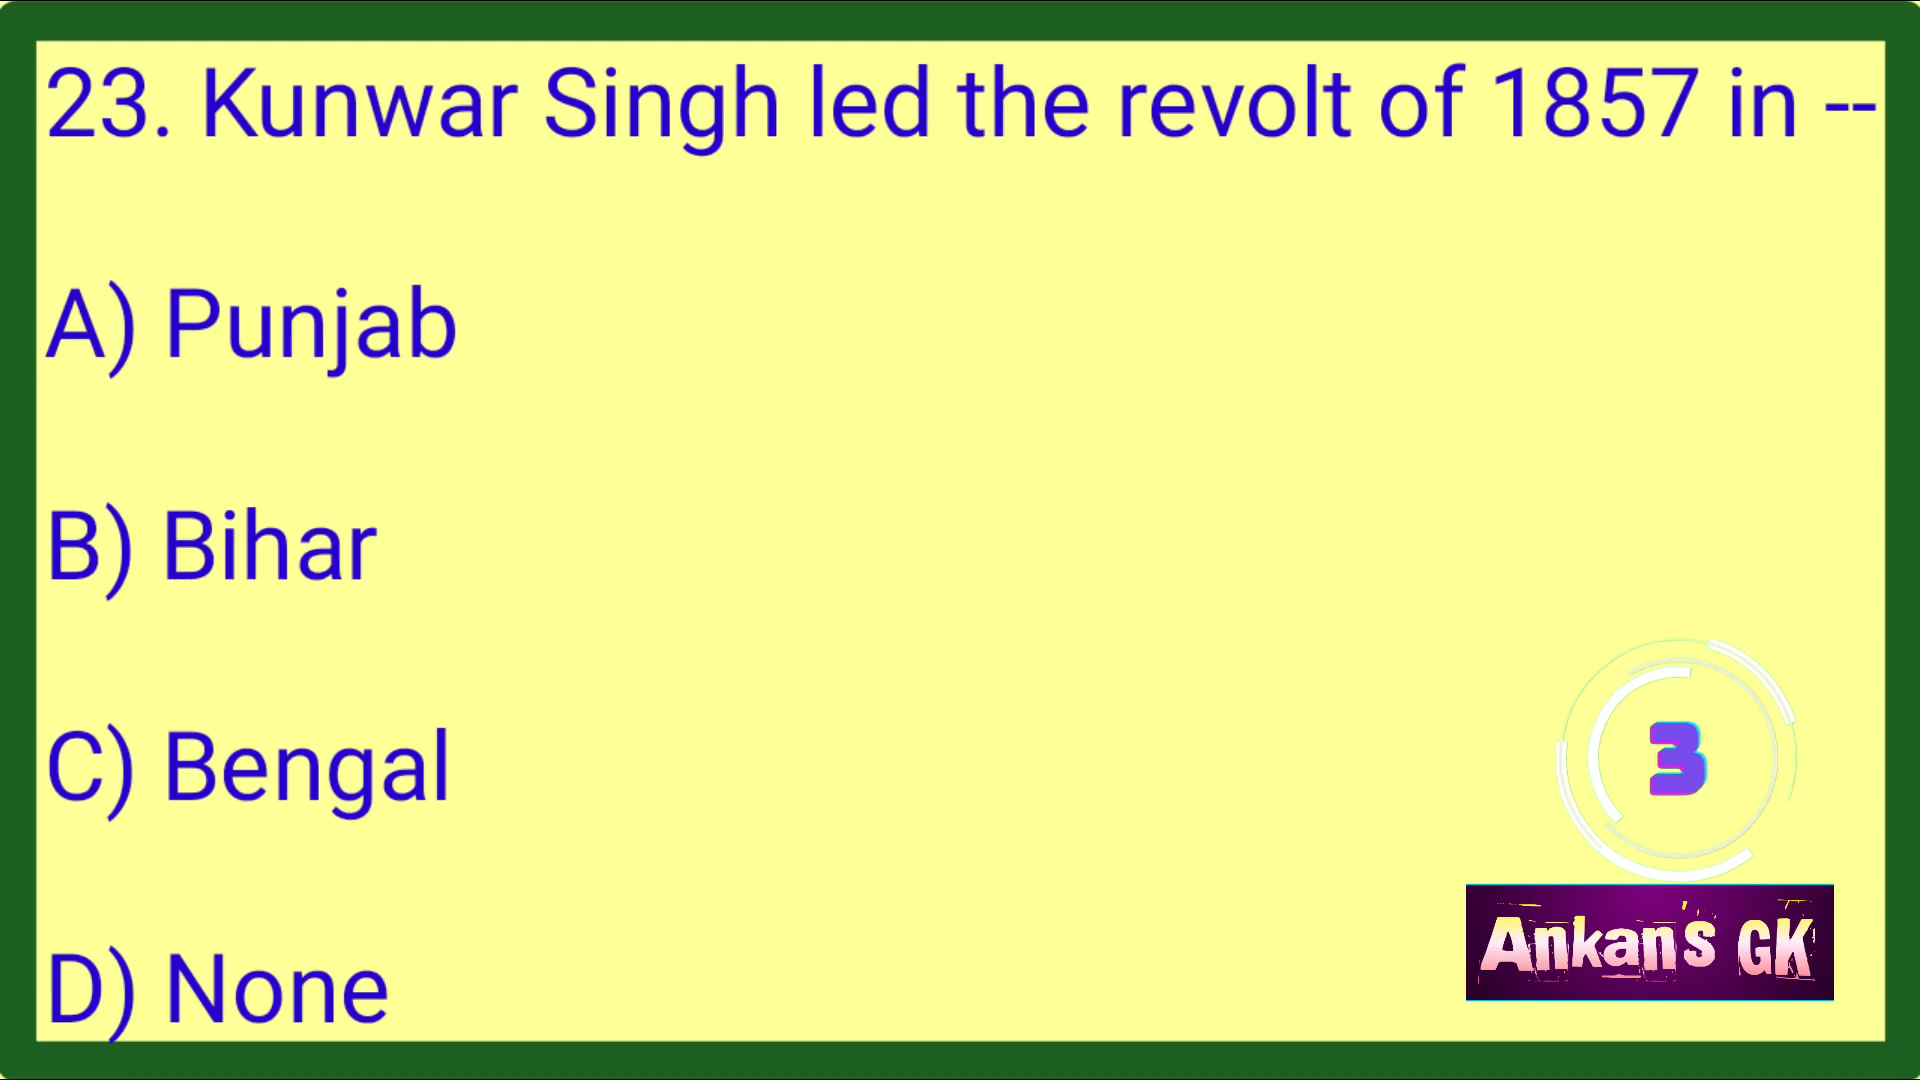 23. Kunwar Singh led the revolt of 1857 in --
A) Punjab
B) Bihar
C) Bengal
3
D) None
Ankan's GK